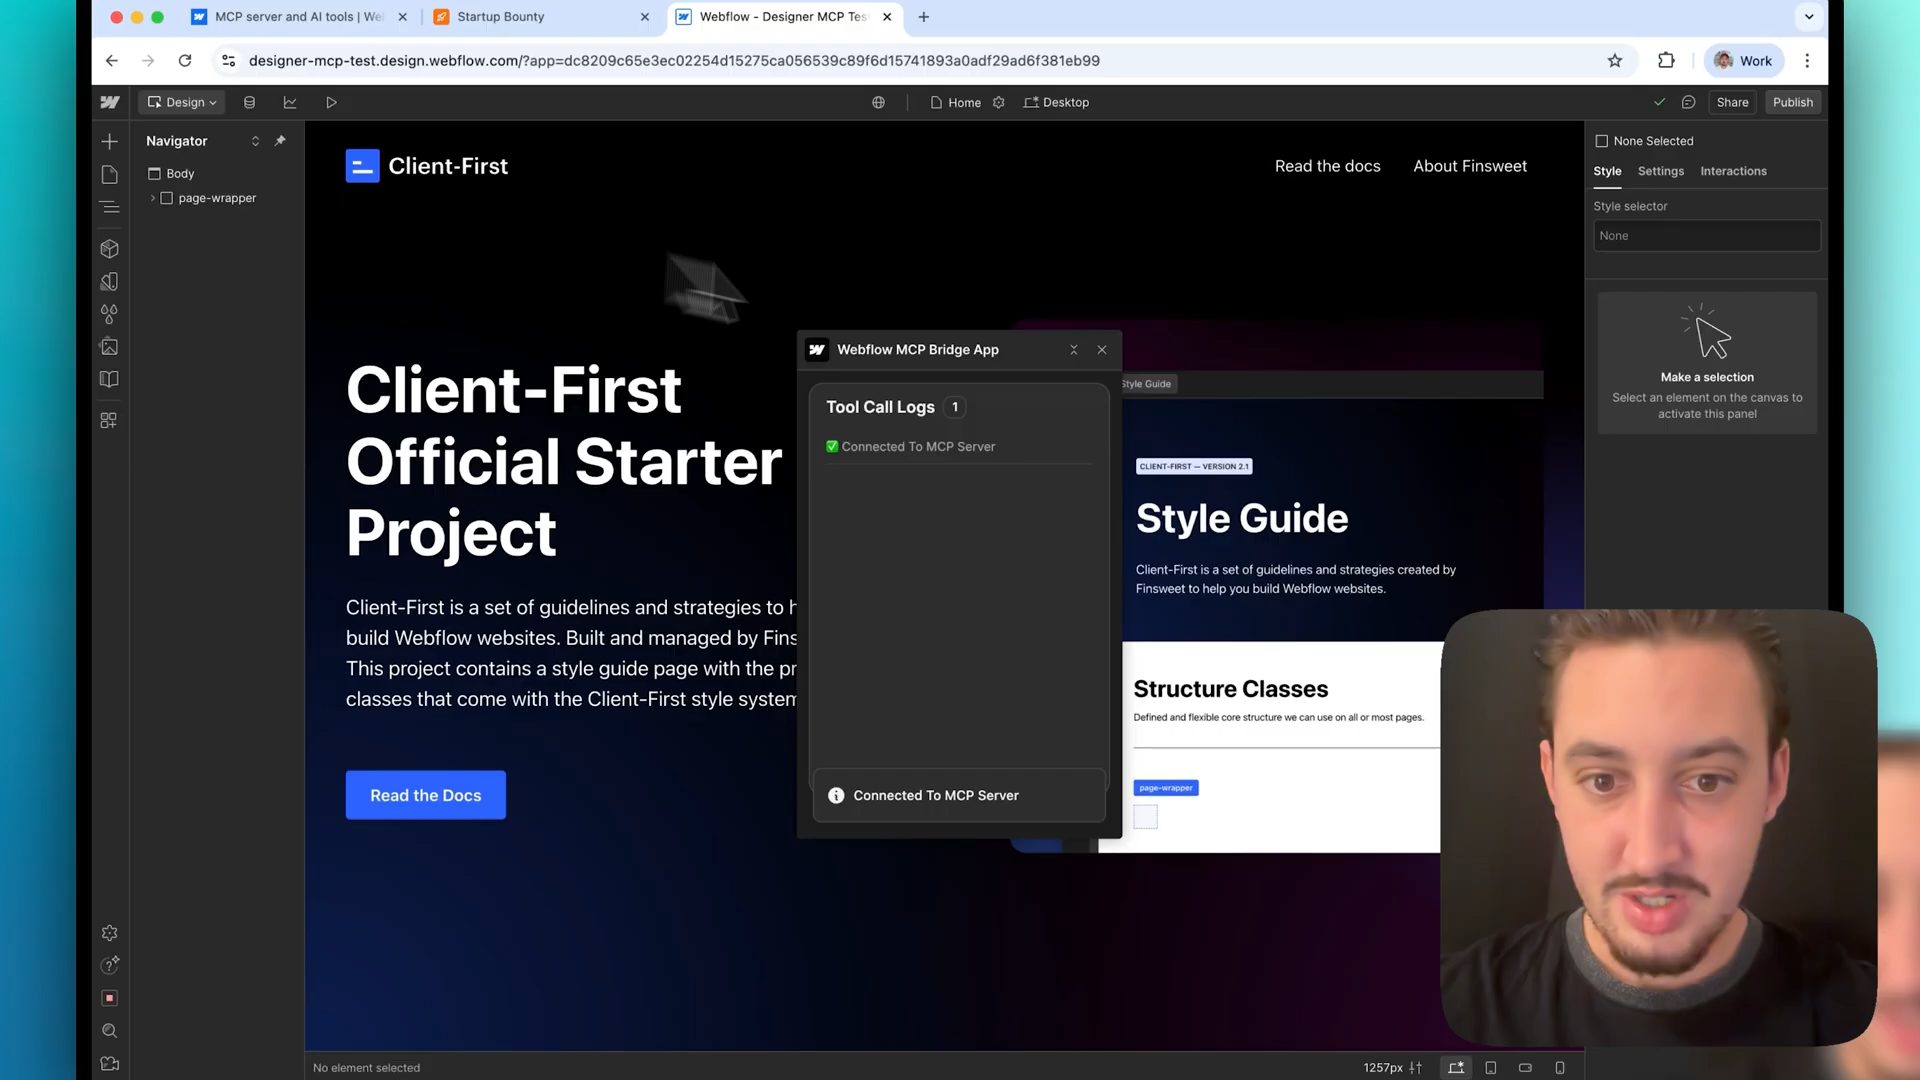 MCP server and AI tools | We
Startup Bounty
Webflow - Designer MCP Tes
designer-mcp-test.design.webflow.com/?app=dc8209c65e3ec02254d15275ca056539c89f6d15741893a0adf29ad6f381eb99
Work
Design
Home
Desktop
Share
Publish
Navigator
Body
page-wrapper
Client-First
Read the docs
About Finsweet
Client-First
Official Starter
Project
Client-First is a set of guidelines and strategies to h
build Webflow websites. Built and managed by Fins
This project contains a style guide page with the pr
classes that come with the Client-First style system
Read the Docs
Webflow MCP Bridge App
Tool Call Logs 1
Connected To MCP Server
Connected To MCP Server
Style Guide
CLIENT-FIRST — VERSION 2.1
Style Guide
Client-First is a set of guidelines and strategies created by
Finsweet to help you build Webflow websites.
Structure Classes
Defined and flexible core structure we can use on all or most pages.
page-wrapper
None Selected
Style
Settings
Interactions
Style selector
None
Make a selection
Select an element on the canvas to
activate this panel
No element selected
1257px